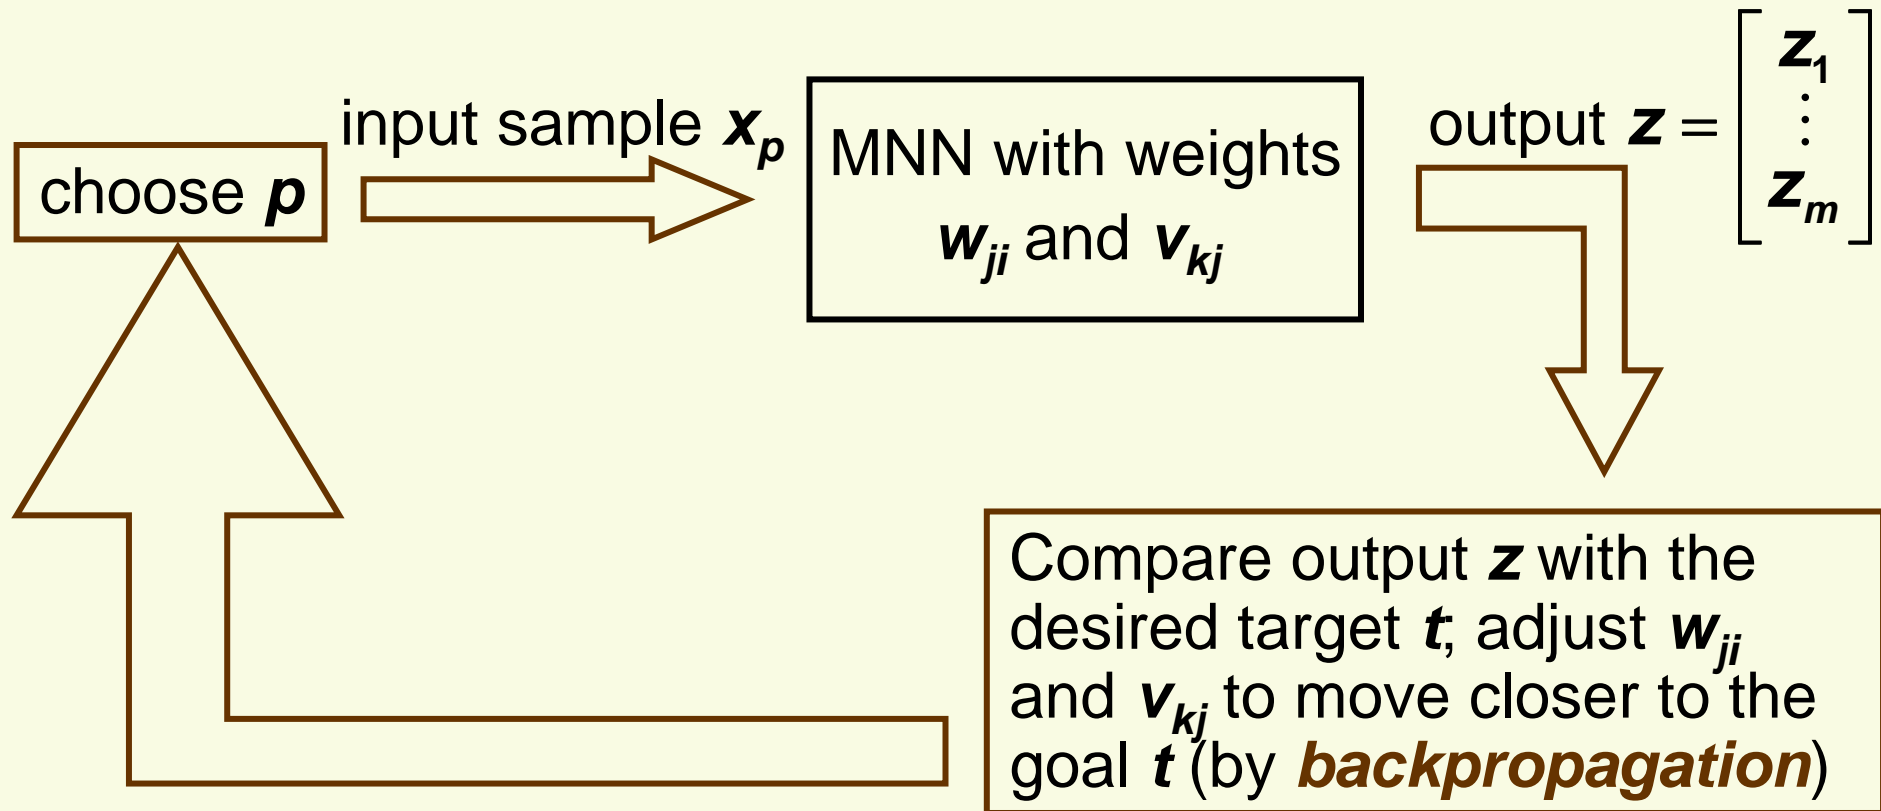 choose p
input sample x_p
MNN with weights
w_ji and v_kj
output z = [z_1 ⋮ z_m]
Compare output z with the
desired target t; adjust w_ji
and v_kj to move closer to the
goal t (by backpropagation)